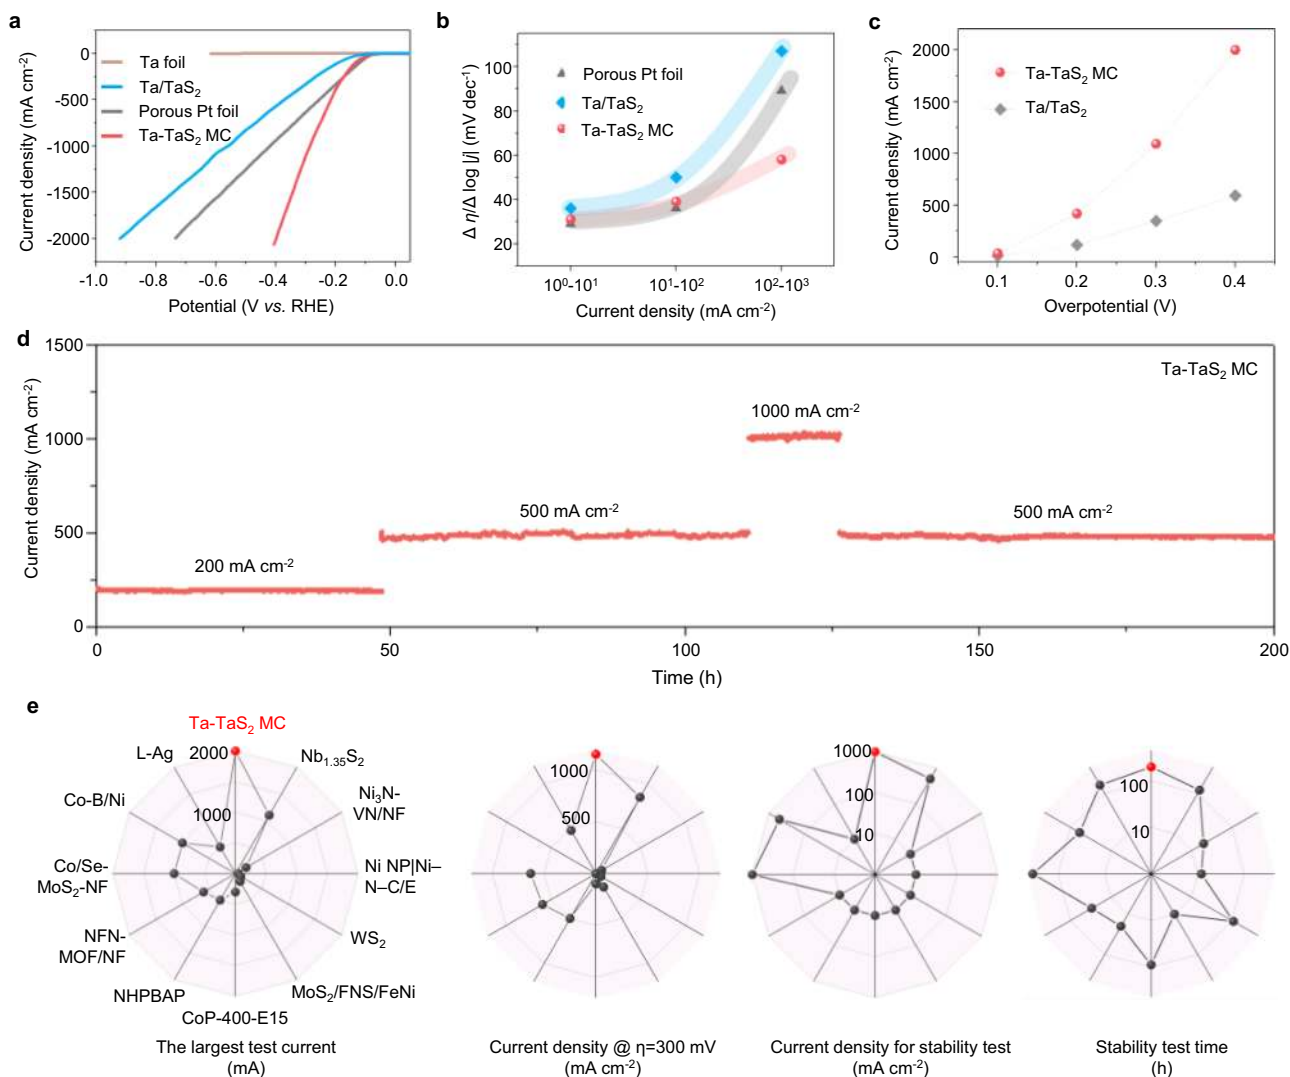 a
Current density (mA cm⁻²)
0
-500
-1000
-1500
-2000
Ta foil
Ta/TaS₂
Porous Pt foil
Ta-TaS₂ MC
-1.0 -0.8 -0.6 -0.4 -0.2 0.0
Potential (V vs. RHE)
b
Δ η/Δ log |j| (mV dec⁻¹)
100
80
60
40
20
Porous Pt foil
Ta/TaS₂
Ta-TaS₂ MC
10⁰-10¹ 10¹-10² 10²-10³
Current density (mA cm⁻²)
c
Current density (mA cm⁻²)
2000
1500
1000
500
0
Ta-TaS₂ MC
Ta/TaS₂
0.1 0.2 0.3 0.4
Overpotential (V)
d
Current density (mA cm⁻²)
1500
1000
500
0
Ta-TaS₂ MC
1000 mA cm⁻²
500 mA cm⁻²
500 mA cm⁻²
200 mA cm⁻²
0 50 100 150 200
Time (h)
e
Ta-TaS₂ MC
L-Ag
2000
Nb₁.₃₅S₂
Co-B/Ni
1000
Ni₃N-
VN/NF
Co/Se-
MoS₂-NF
Ni NP|Ni–
N–C/E
NFN-
MOF/NF
WS₂
NHPBAP
MoS₂/FNS/FeNi
CoP-400-E15
The largest test current
(mA)
1000
500
Current density @ η=300 mV
(mA cm⁻²)
1000
100
10
Current density for stability test
(mA cm⁻²)
100
10
Stability test time
(h)